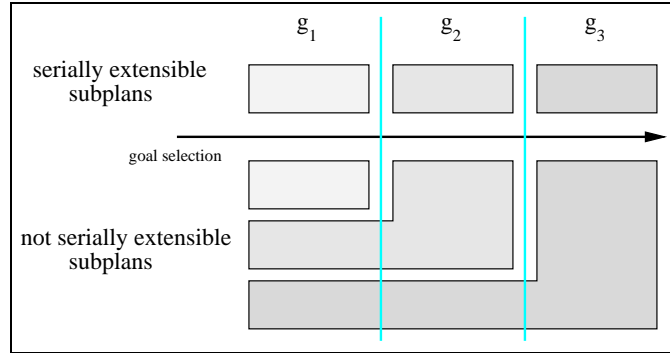 g1
g2
g3
serially extensible
subplans
goal selection
not serially extensible
subplans